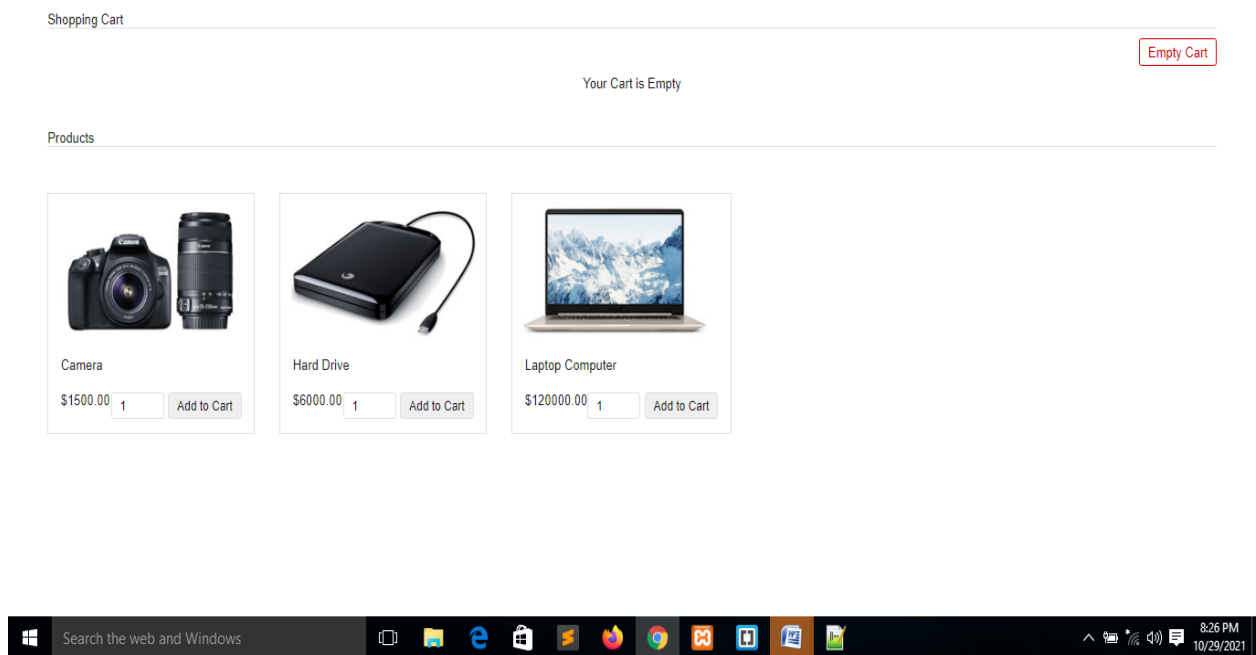 Shopping Cart
Empty Cart
Your Cart is Empty
Products
Canon
Camera
$1500.00 1 Add to Cart
Hard Drive
$6000.00 1 Add to Cart
Laptop Computer
$120000.00 1 Add to Cart
Search the web and Windows
8:26 PM
10/29/2021